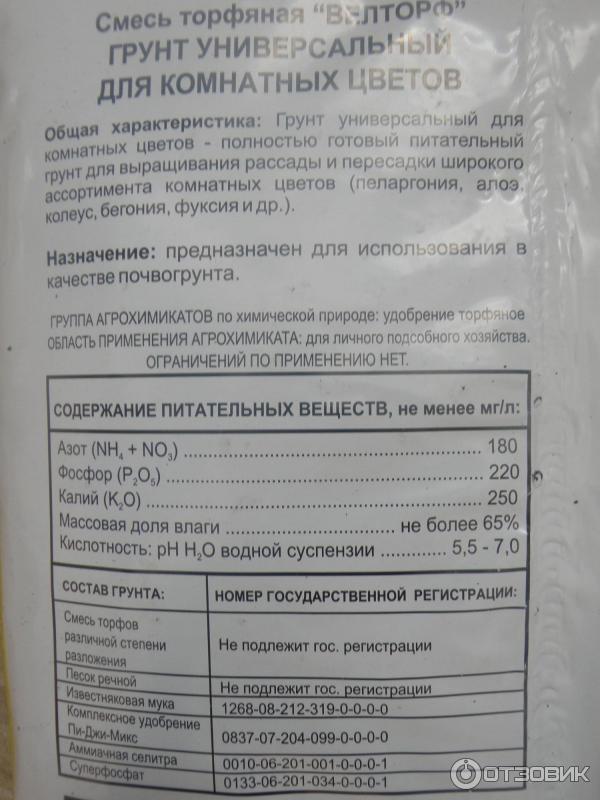 Смесь торфяная "ВЕЛТОРФ"
ГРУНТ УНИВЕРСАЛЬНЫЙ
ДЛЯ КОМНАТНЫХ ЦВЕТОВ
Общая характеристика: Грунт универсальный для
комнатных цветов - полностью готовый питательный
грунт для выращивания рассады и пересадки широкого
ассортимента комнатных цветов (пеларгония, алоэ,
колеус, бегония, фуксия и др.).
Назначение: предназначен для использования в
качестве почвогрунта.
ГРУППА АГРОХИМИКАТОВ по химической природе: удобрение торфяное
ОБЛАСТЬ ПРИМЕНЕНИЯ АГРОХИМИКАТА: для личного подсобного хозяйства.
ОГРАНИЧЕНИЙ ПО ПРИМЕНЕНИЮ НЕТ.
СОДЕРЖАНИЕ ПИТАТЕЛЬНЫХ ВЕЩЕСТВ, не менее мг/л:
Азот (NH₄ + NO₃) ........................................ 180
Фосфор (P₂O₅) ........................................ 220
Калий (K₂O) ........................................ 250
Массовая доля влаги ........................ не более 65%
Кислотность: pH H₂O водной суспензии ............. 5,5 - 7,0
СОСТАВ ГРУНТА: НОМЕР ГОСУДАРСТВЕННОЙ РЕГИСТРАЦИИ:
Смесь торфов
различной степени
разложения
Не подлежит гос. регистрации
Песок речной Не подлежит гос. регистрации
Известняковая мука 1268-08-212-319-0-0-0-0
Комплексное удобрение
Пи-Джи-Микс 0837-07-204-099-0-0-0-0
Аммиачная селитра 0010-06-201-001-0-0-0-1
Суперфосфат 0133-06-201-034-0-0-0-1
ОТЗОВИК